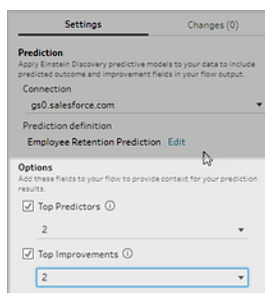 Settings
Changes (0)
Prediction
Apply Einstein Discovery predictive models to your data to include
predicted outcome and improvement fields in your flow output.
Connection
gs0.salesforce.com
Prediction definition
Employee Retention Prediction Edit
Options
Add these fields to your flow to provide context for your prediction
results.
Top Predictors
2
Top Improvements
2